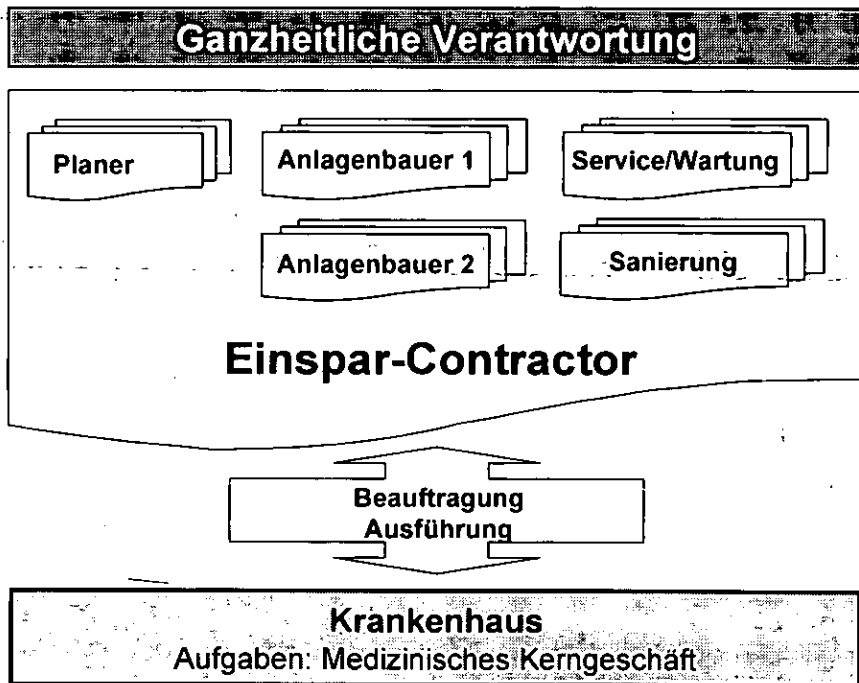 Ganzheitliche Verantwortung
Planer
Anlagenbauer 1
Service/Wartung
Anlagenbauer 2
Sanierung
Einspar-Contractor
Beauftragung
Ausführung
Krankenhaus
Aufgaben: Medizinisches Kerngeschäft